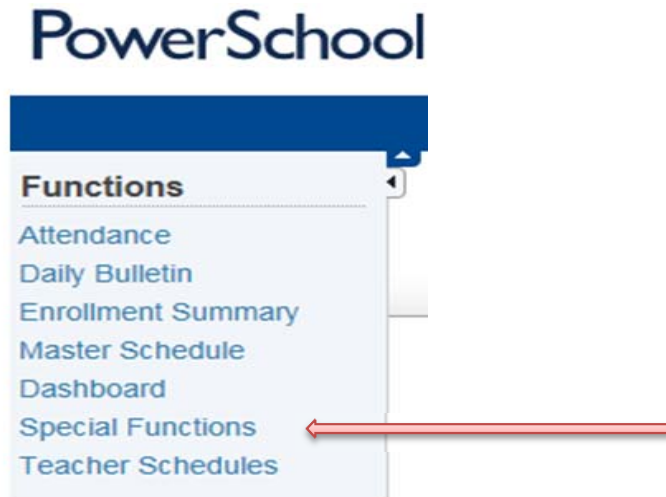 PowerSchool
Functions
Attendance
Daily Bulletin
Enrollment Summary
Master Schedule
Dashboard
Special Functions
Teacher Schedules